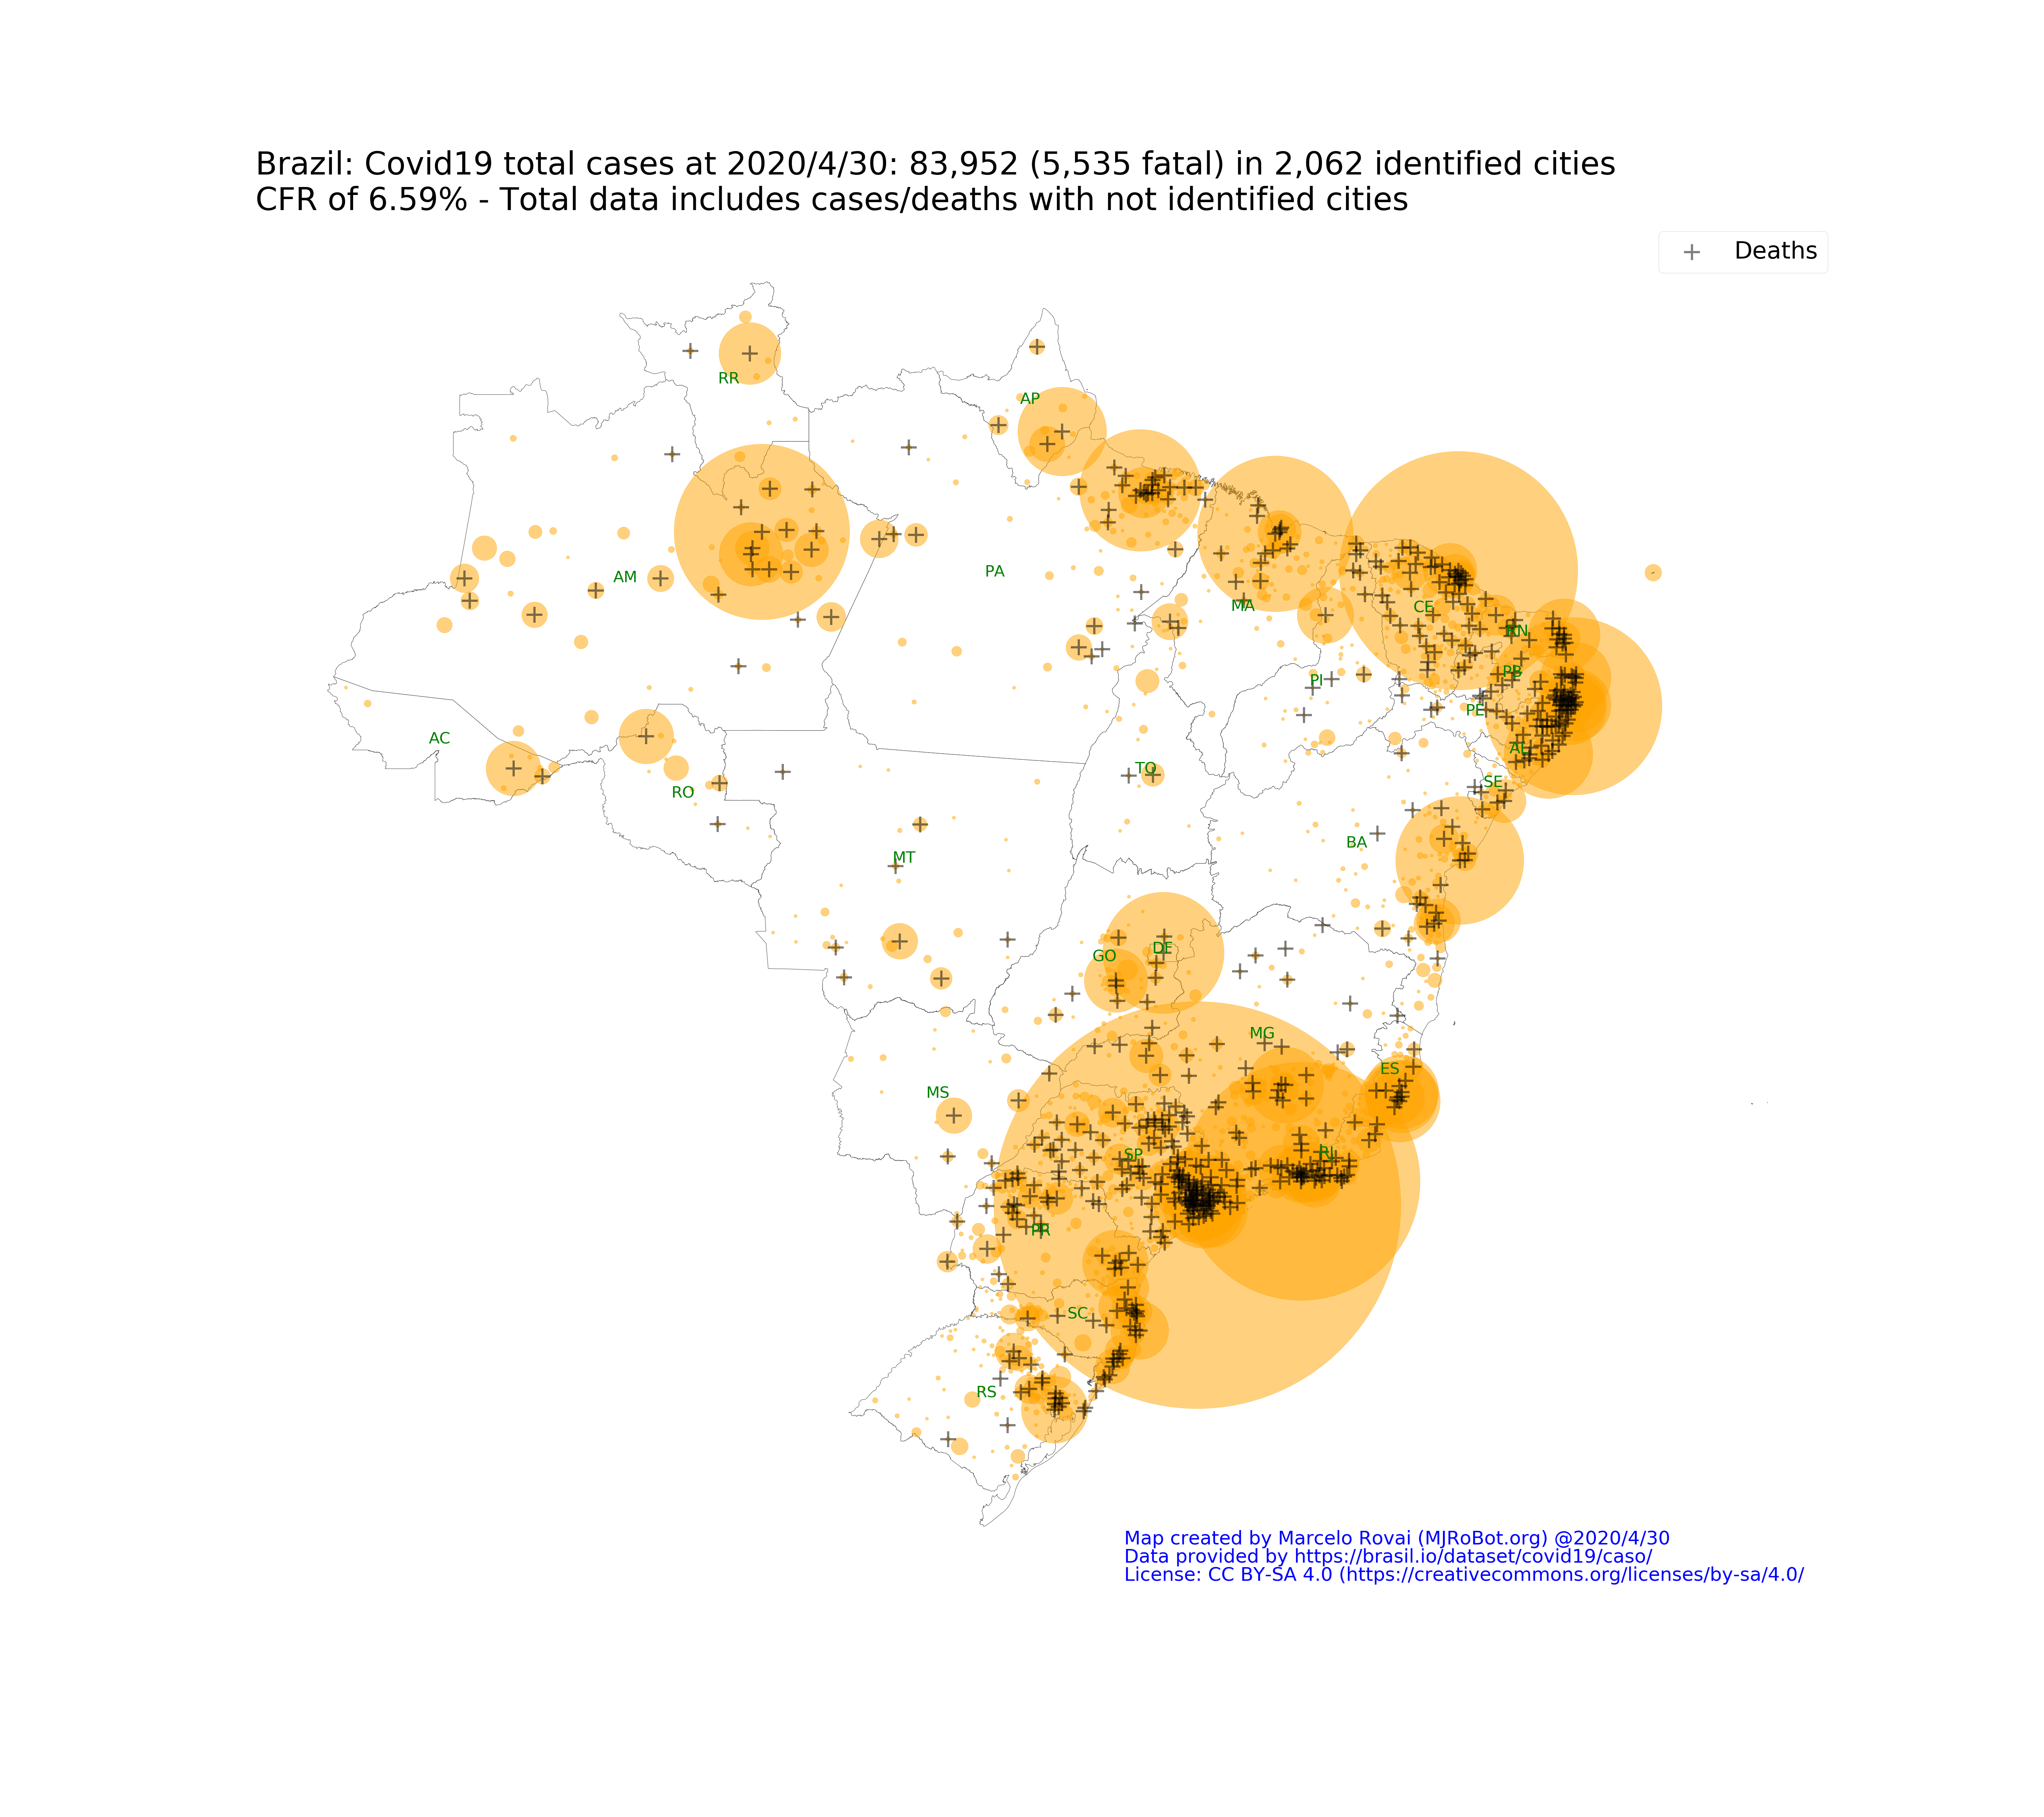 Brazil: Covid19 total cases at 2020/4/30: 83,952 (5,535 fatal) in 2,062 identified cities
CFR of 6.59% - Total data includes cases/deaths with not identified cities
Deaths
RR
AP
AM
PA
MA
CE
RN
PB
PI
PE
AC
AL
TO
SE
RO
BA
MT
DF
GO
MG
ES
MS
RJ
SP
PR
SC
RS
Map created by Marcelo Rovai (MJRoBot.org) @2020/4/30
Data provided by https://brasil.io/dataset/covid19/caso/
License: CC BY-SA 4.0 (https://creativecommons.org/licenses/by-sa/4.0/